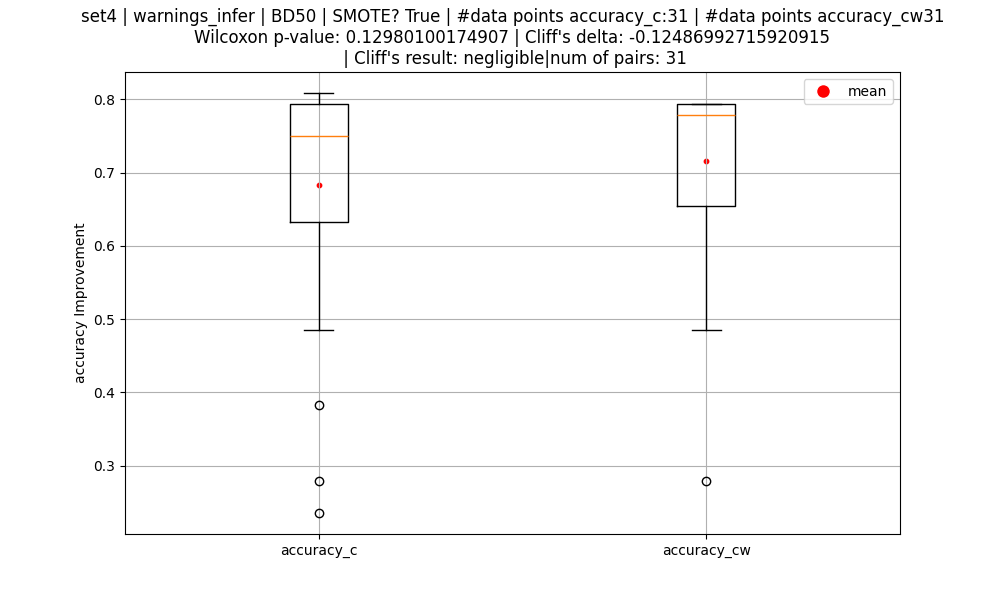 set4 | warnings_infer | BD50 | SMOTE? True | #data points accuracy_c:31 | #data points accuracy_cw31
Wilcoxon p-value: 0.12980100174907 | Cliff's delta: -0.12486992715920915
| Cliff's result: negligible|num of pairs: 31
mean
accuracy Improvement
0.8
0.7
0.6
0.5
0.4
0.3
accuracy_c
accuracy_cw